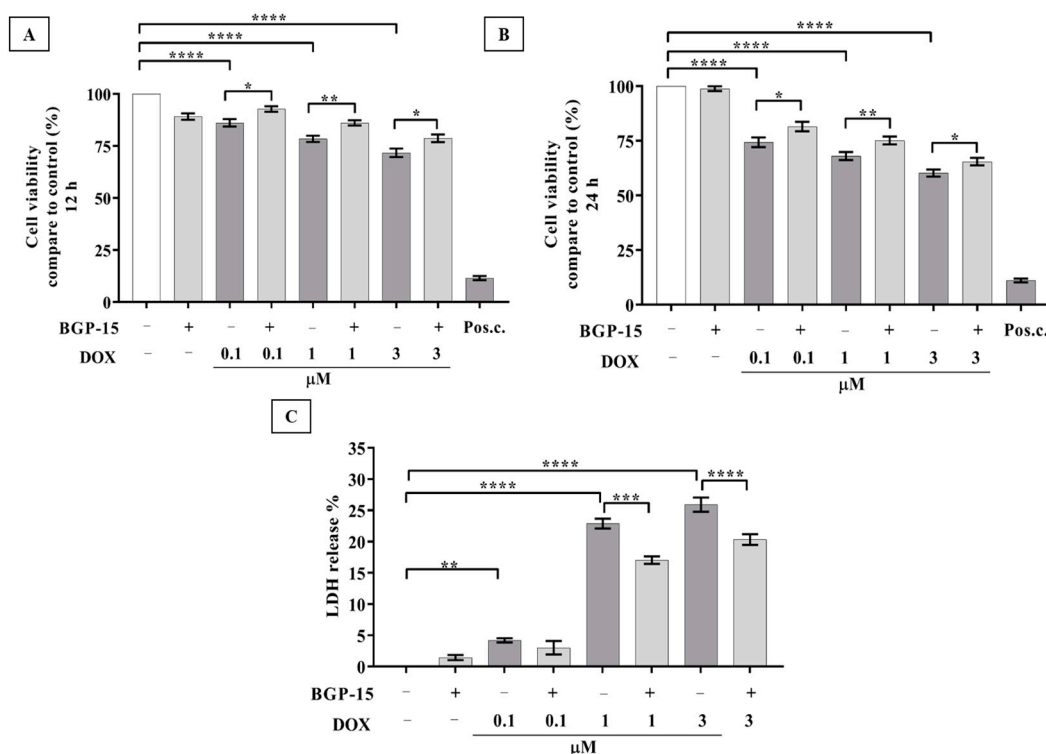 A
****
****
****
*
**
*
Cell viability
compare to control (%)
12 h
100
75
50
25
0
BGP-15 – + – + – + – + Pos.c.
DOX – – 0.1 0.1 1 1 3 3
µM
B
****
****
****
*
**
*
Cell viability
compare to control (%)
24 h
100
75
50
25
0
BGP-15 – + – + – + – + Pos.c.
DOX – – 0.1 0.1 1 1 3 3
µM
C
****
****
****
***
**
LDH release %
35
30
25
20
15
10
5
0
BGP-15 – + – + – + – +
DOX – – 0.1 0.1 1 1 3 3
µM